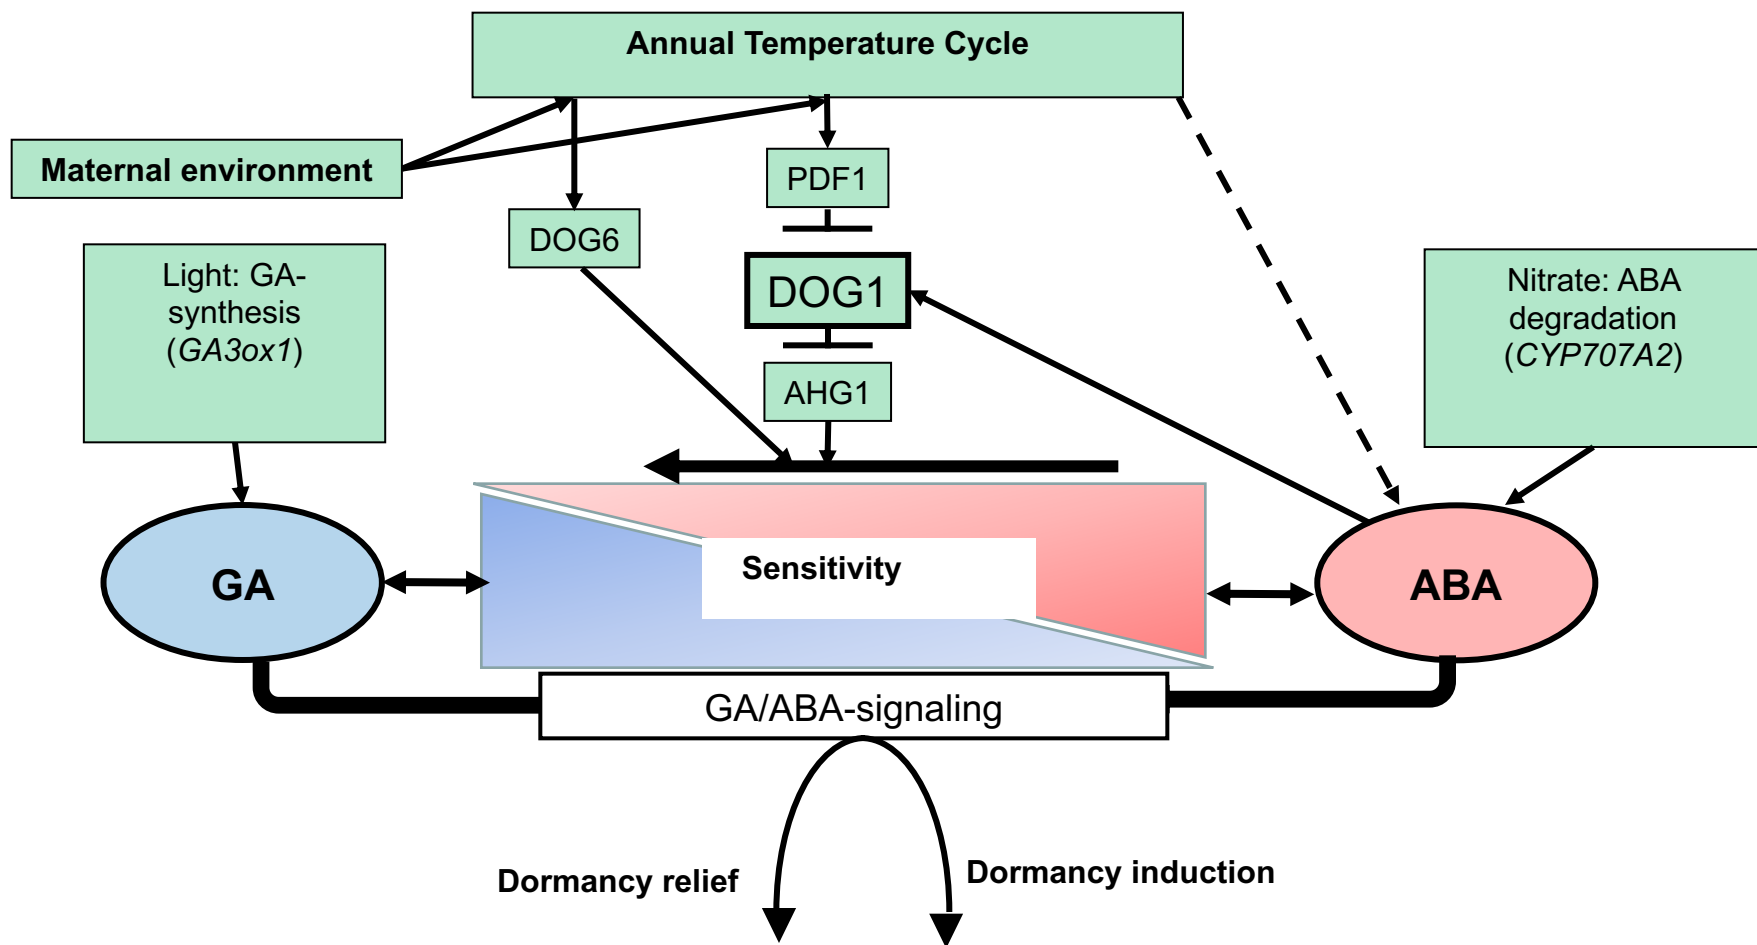 Annual Temperature Cycle
Maternal environment
PDF1
DOG6
Light: GA-
synthesis
(GA3ox1)
DOG1
Nitrate: ABA
degradation
(CYP707A2)
AHG1
GA
Sensitivity
ABA
GA/ABA-signaling
Dormancy relief
Dormancy induction